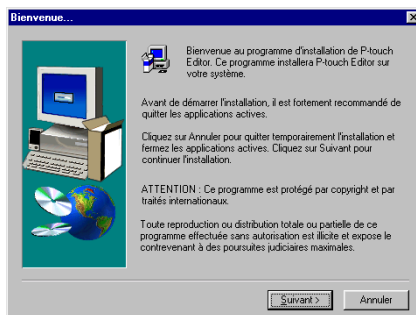 Bienvenue...
Bienvenue au programme d'installation de P-touch
Editor. Ce programme installera P-touch Editor sur
votre système.
Avant de démarrer l'installation, il est fortement recommandé de
quitter les applications actives.
Cliquez sur Annuler pour quitter temporairement l'installation et
fermez les applications actives. Cliquez sur Suivant pour
continuer l'installation.
ATTENTION : Ce programme est protégé par copyright et par
traités internationaux.
Toute reproduction ou distribution totale ou partielle de ce
programme effectuée sans autorisation est illicite et expose le
contrevenant à des poursuites judiciaires maximales.
Suivant >
Annuler